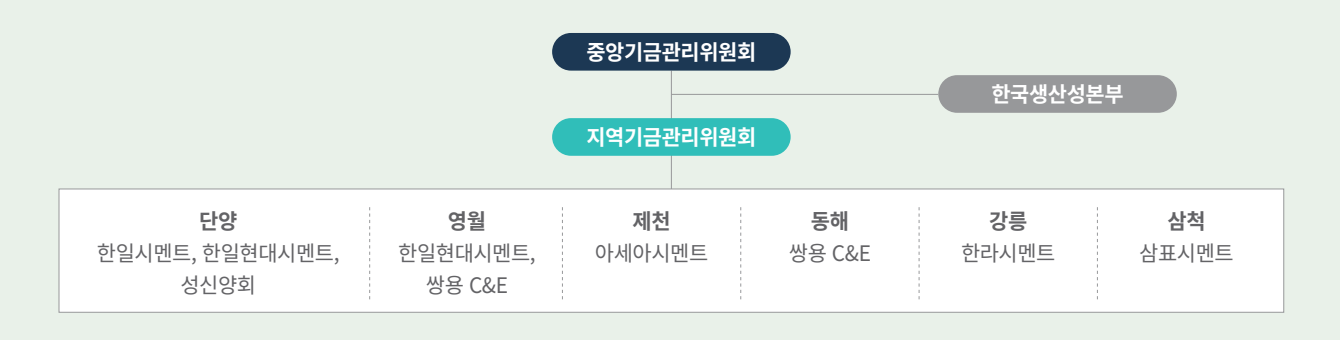 중앙기금관리위원회
한국생산성본부
지역기금관리위원회
단양
한일시멘트, 한일현대시멘트,
성신양회
영월
한일현대시멘트,
쌍용 C&E
제천
아세아시멘트
동해
쌍용 C&E
강릉
한라시멘트
삼척
삼표시멘트